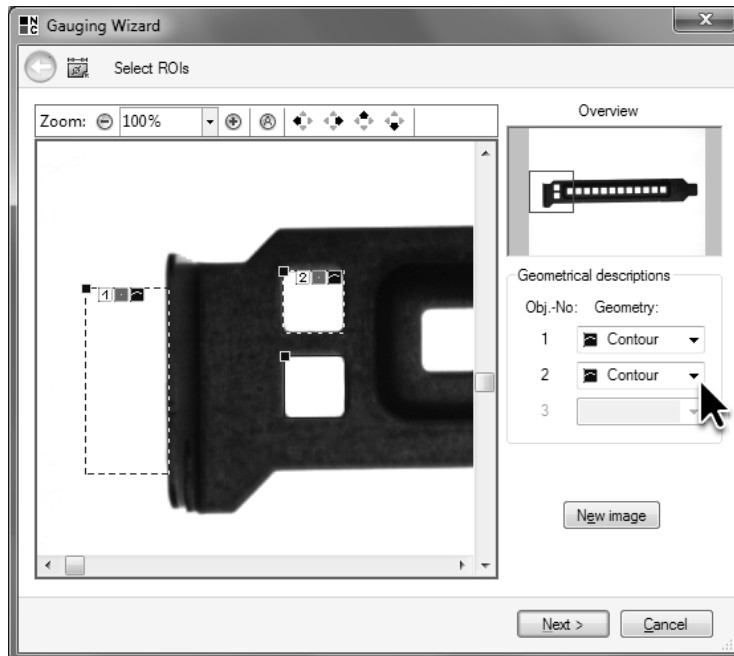 NC Gauging Wizard
Select ROIs
Zoom: 100%
Overview
1
2
Geometrical descriptions
Obj.-No: Geometry:
1 Contour
2 Contour
3
New image
Next >
Cancel